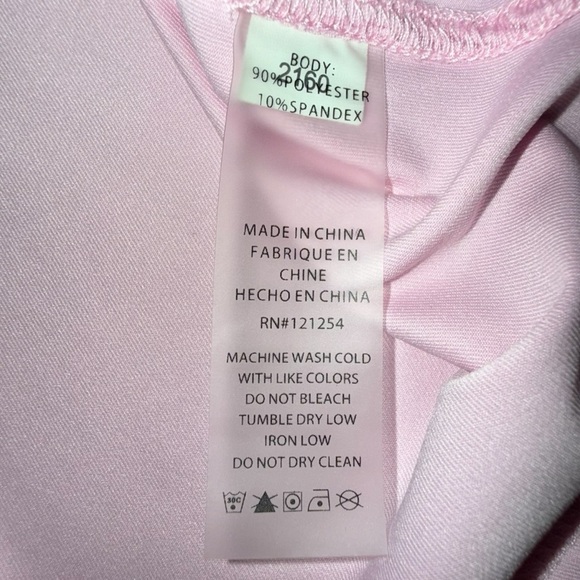 BODY:
2160
90%POLYESTER
10%SPANDEX
MADE IN CHINA
FABRIQUE EN
CHINE
HECHO EN CHINA
RN#121254
MACHINE WASH COLD
WITH LIKE COLORS
DO NOT BLEACH
TUMBLE DRY LOW
IRON LOW
DO NOT DRY CLEAN
30C